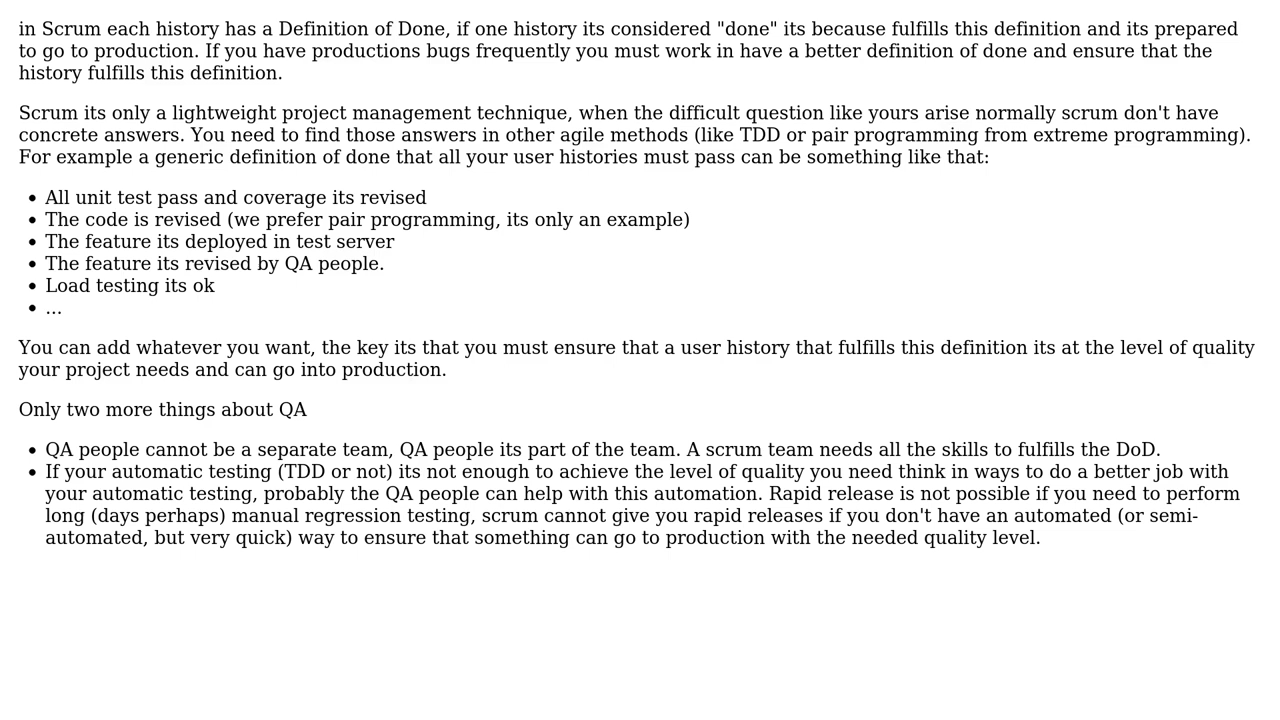 in Scrum each history has a Definition of Done, if one history its considered "done" its because fulfills this definition and its prepared
to go to production. If you have productions bugs frequently you must work in have a better definition of done and ensure that the
history fulfills this definition.
Scrum its only a lightweight project management technique, when the difficult question like yours arise normally scrum don't have
concrete answers. You need to find those answers in other agile methods (like TDD or pair programming from extreme programming).
For example a generic definition of done that all your user histories must pass can be something like that:
• All unit test pass and coverage its revised
• The code is revised (we prefer pair programming, its only an example)
• The feature its deployed in test server
• The feature its revised by QA people.
• Load testing its ok
• ...
You can add whatever you want, the key its that you must ensure that a user history that fulfills this definition its at the level of quality
your project needs and can go into production.
Only two more things about QA
• QA people cannot be a separate team, QA people its part of the team. A scrum team needs all the skills to fulfills the DoD.
• If your automatic testing (TDD or not) its not enough to achieve the level of quality you need think in ways to do a better job with
your automatic testing, probably the QA people can help with this automation. Rapid release is not possible if you need to perform
long (days perhaps) manual regression testing, scrum cannot give you rapid releases if you don't have an automated (or semi-
automated, but very quick) way to ensure that something can go to production with the needed quality level.